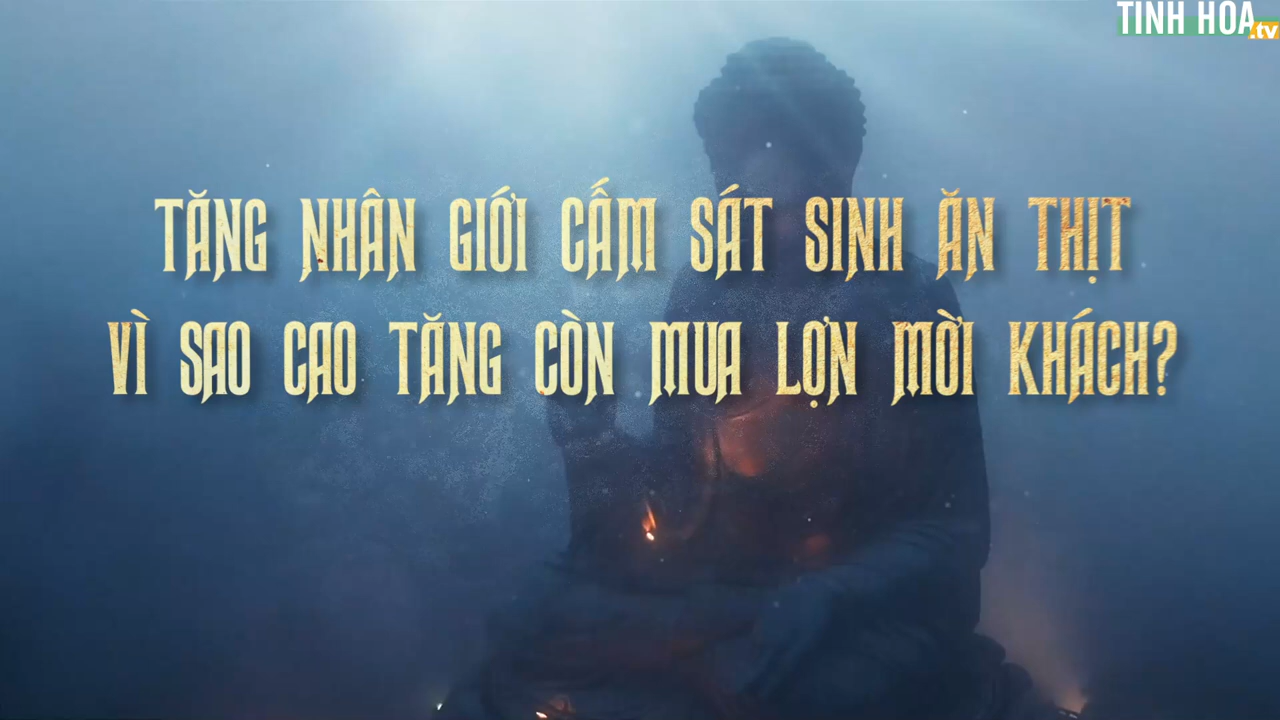 TINH HOA
.tv
TĂNG NHÂN GIỚI CẤM SÁT SINH ĂN THỊT
VÌ SAO CAO TĂNG CÒN MUA LỢN MỜI KHÁCH?